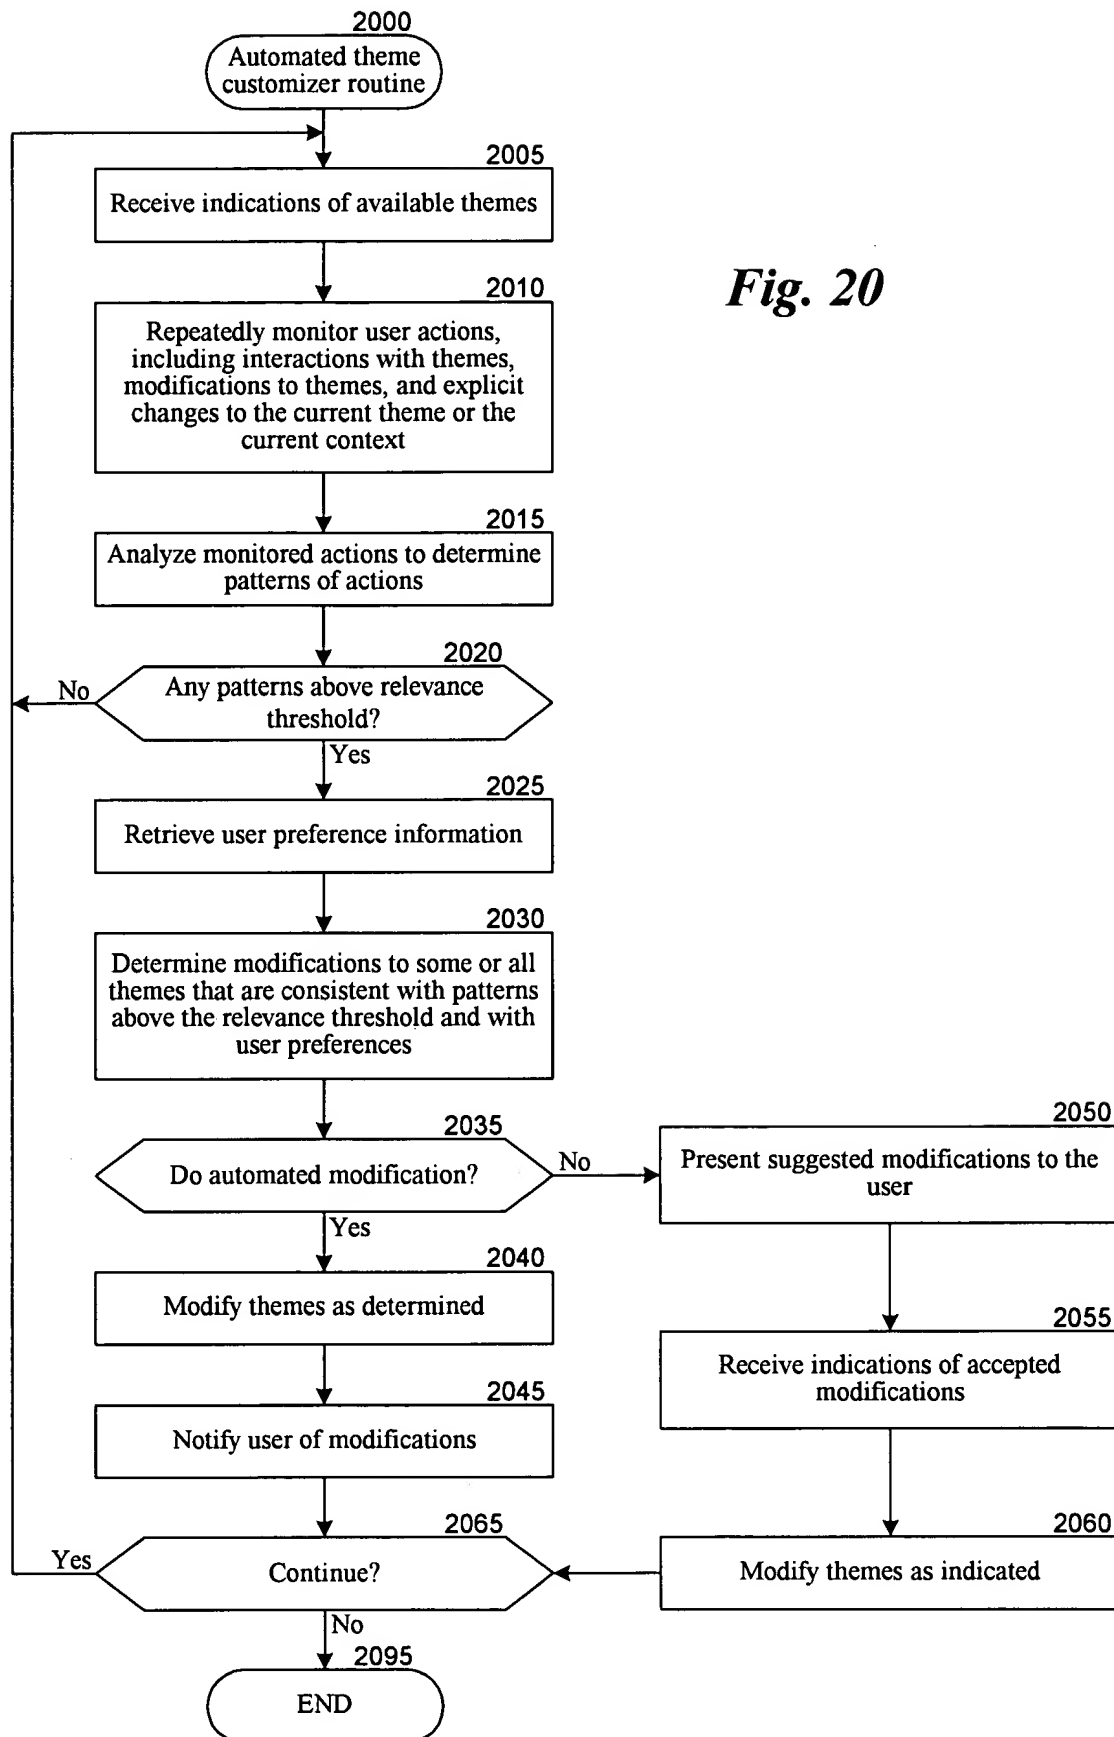 2000
Automated theme
customizer routine
2005
Receive indications of available themes
Fig. 20
2010
Repeatedly monitor user actions,
including interactions with themes,
modifications to themes, and explicit
changes to the current theme or the
current context
2015
Analyze monitored actions to determine
patterns of actions
2020
No
Any patterns above relevance
threshold?
Yes
2025
Retrieve user preference information
2030
Determine modifications to some or all
themes that are consistent with patterns
above the relevance threshold and with
user preferences
2035
Do automated modification?
No
2050
Present suggested modifications to the
user
Yes
2040
Modify themes as determined
2055
Receive indications of accepted
modifications
2045
Notify user of modifications
2065
Yes
Continue?
2060
Modify themes as indicated
No
2095
END